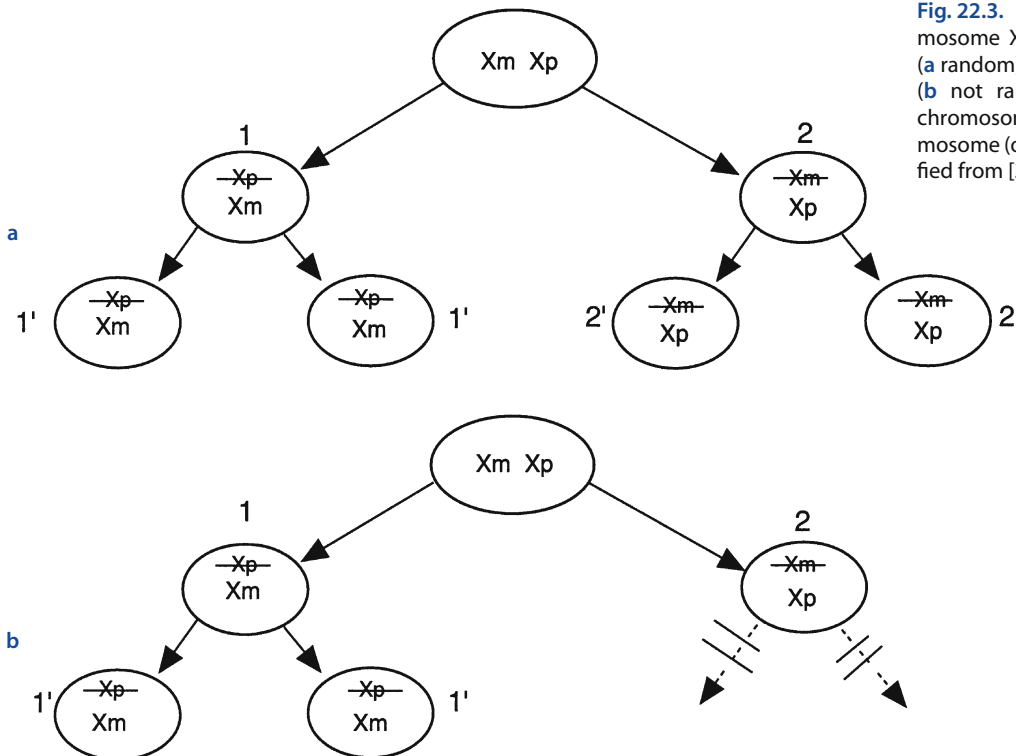 Fig. 22.3.
mosome X
(a random
(b not ra
chromosor
mosome (c
fied from [
Xm Xp
1
2
Xp
Xm
Xm
Xp
a
1'
Xp
Xm
Xp
Xm
1'
2'
Xm
Xp
Xm
Xp
2
Xm Xp
1
2
Xp
Xm
Xm
Xp
b
1'
Xp
Xm
Xp
Xm
1'